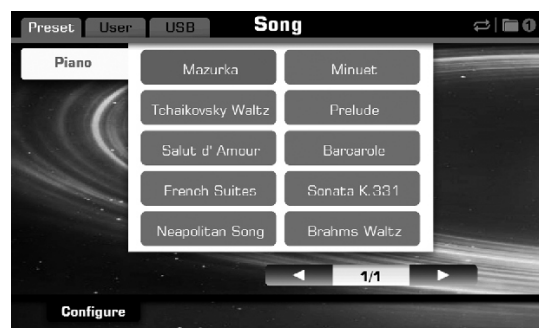 Preset User USB Song 1
Piano
Mazurka Minuet
Tchaikovsky Waltz Prelude
Salut d' Amour Barcarole
French Suites Sonata K.331
Neapolitan Song Brahms Waltz
1/1
Configure